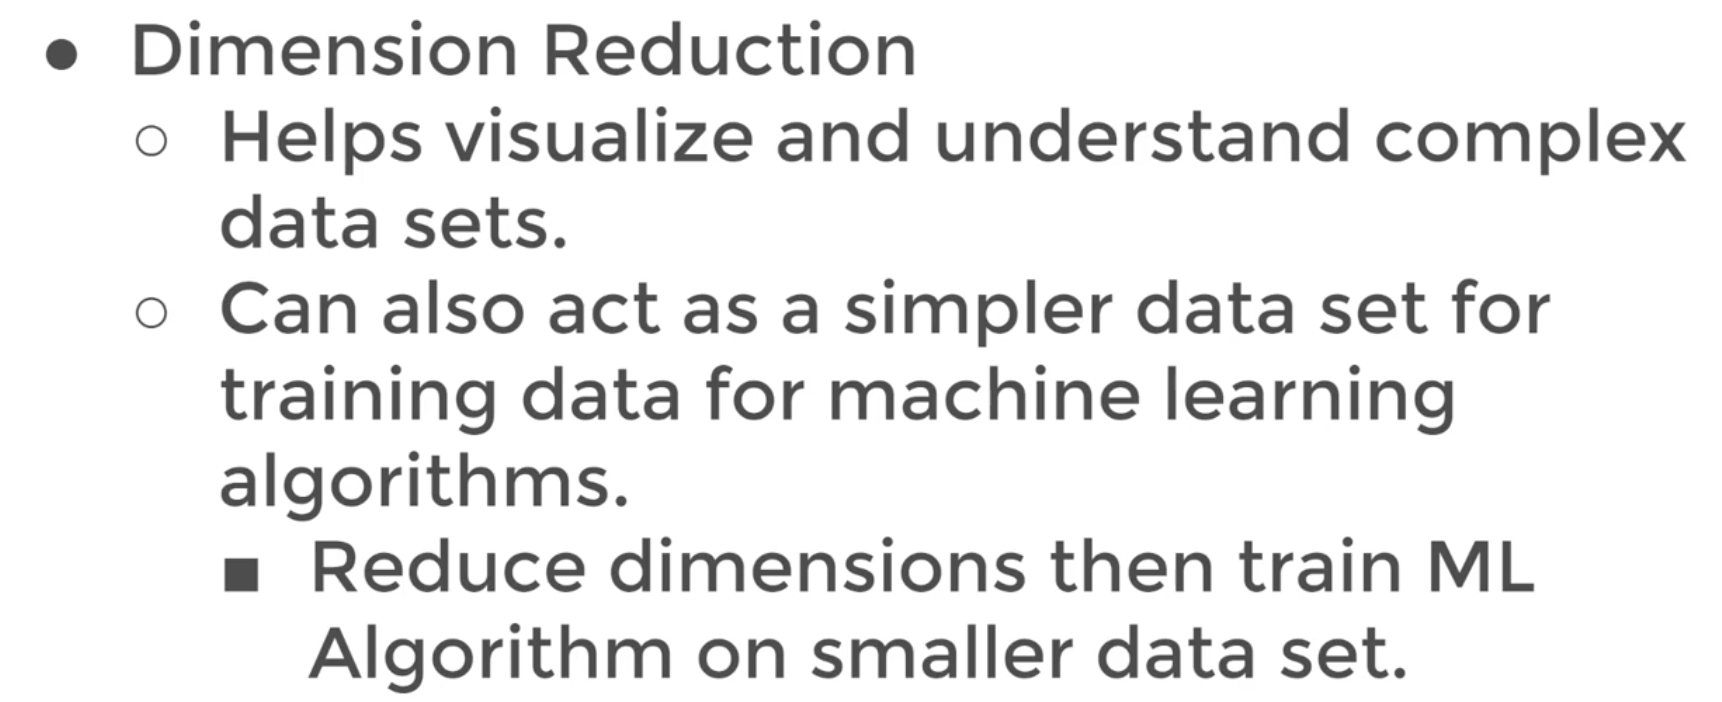 ● Dimension Reduction
○ Helps visualize and understand complex
data sets.
○ Can also act as a simpler data set for
training data for machine learning
algorithms.
■ Reduce dimensions then train ML
Algorithm on smaller data set.